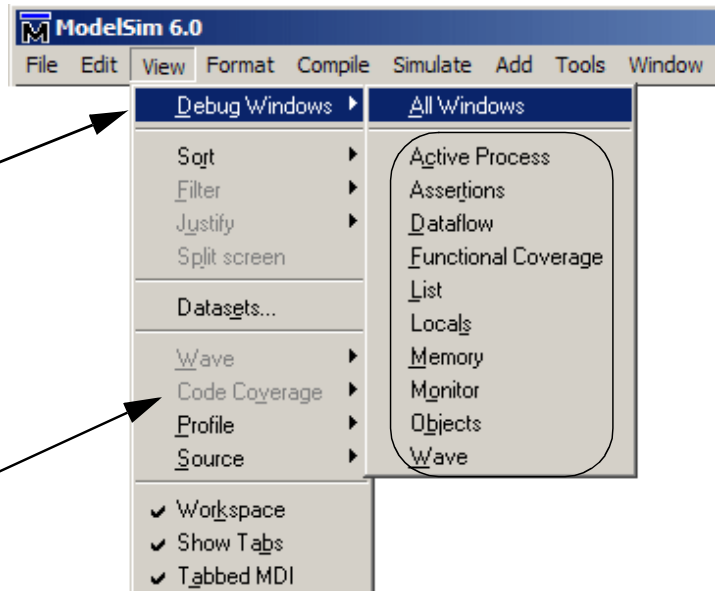 ModelSim 6.0
File Edit View Format Compile Simulate Add Tools Window
Debug Windows
Sort
Filter
Justify
Split screen
Datasets...
Wave
Code Coverage
Profile
Source
Workspace
Show Tabs
Tabbed MDI
All Windows
Active Process
Assertions
Dataflow
Functional Coverage
List
Locals
Memory
Monitor
Objects
Wave